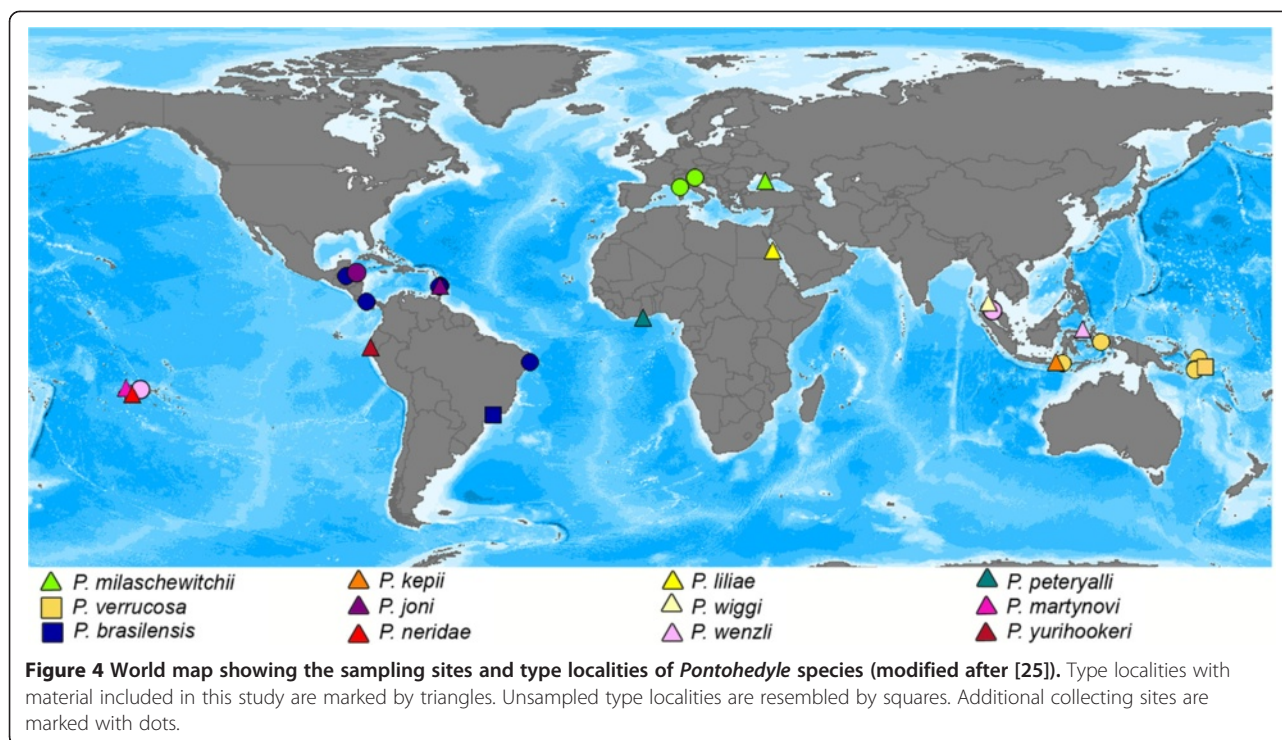 P. milaschewitchii P. kepii P. liliae P. peteryalli
P. verrucosa P. joni P. wiggi P. martynovi
P. brasilensis P. neridae P. wenzli P. yurihookeri
Figure 4 World map showing the sampling sites and type localities of Pontohedyle species (modified after [25]). Type localities with
material included in this study are marked by triangles. Unsampled type localities are resembled by squares. Additional collecting sites are
marked with dots.